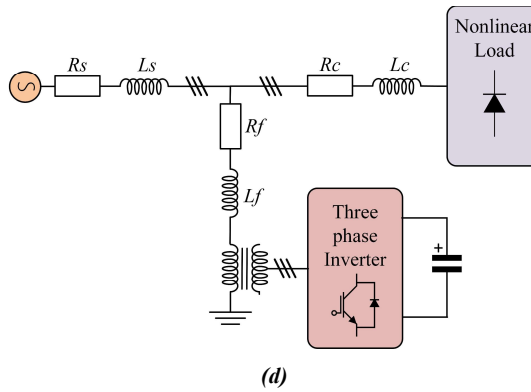 Rs
Ls
Rc
Lc
Nonlinear
Load
Rf
Lf
Three
phase
Inverter
+
(d)